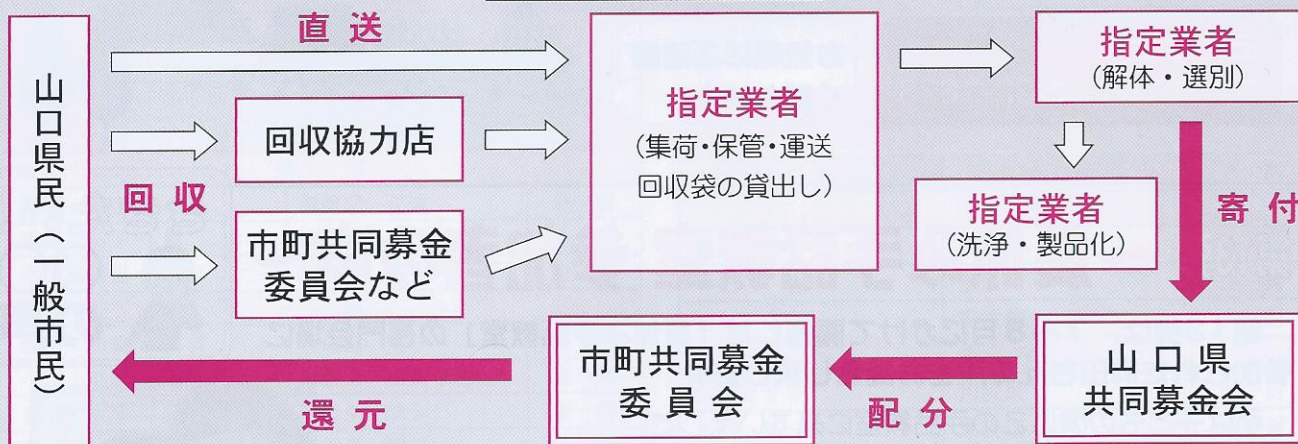 山口県民（一般市民）
直送
回収
回収協力店
市町共同募金
委員会など
指定業者
（集荷・保管・運送
回収袋の貸出し）
指定業者
（解体・選別）
指定業者
（洗浄・製品化）
寄付
山口県
共同募金会
配分
市町共同募金
委員会
還元